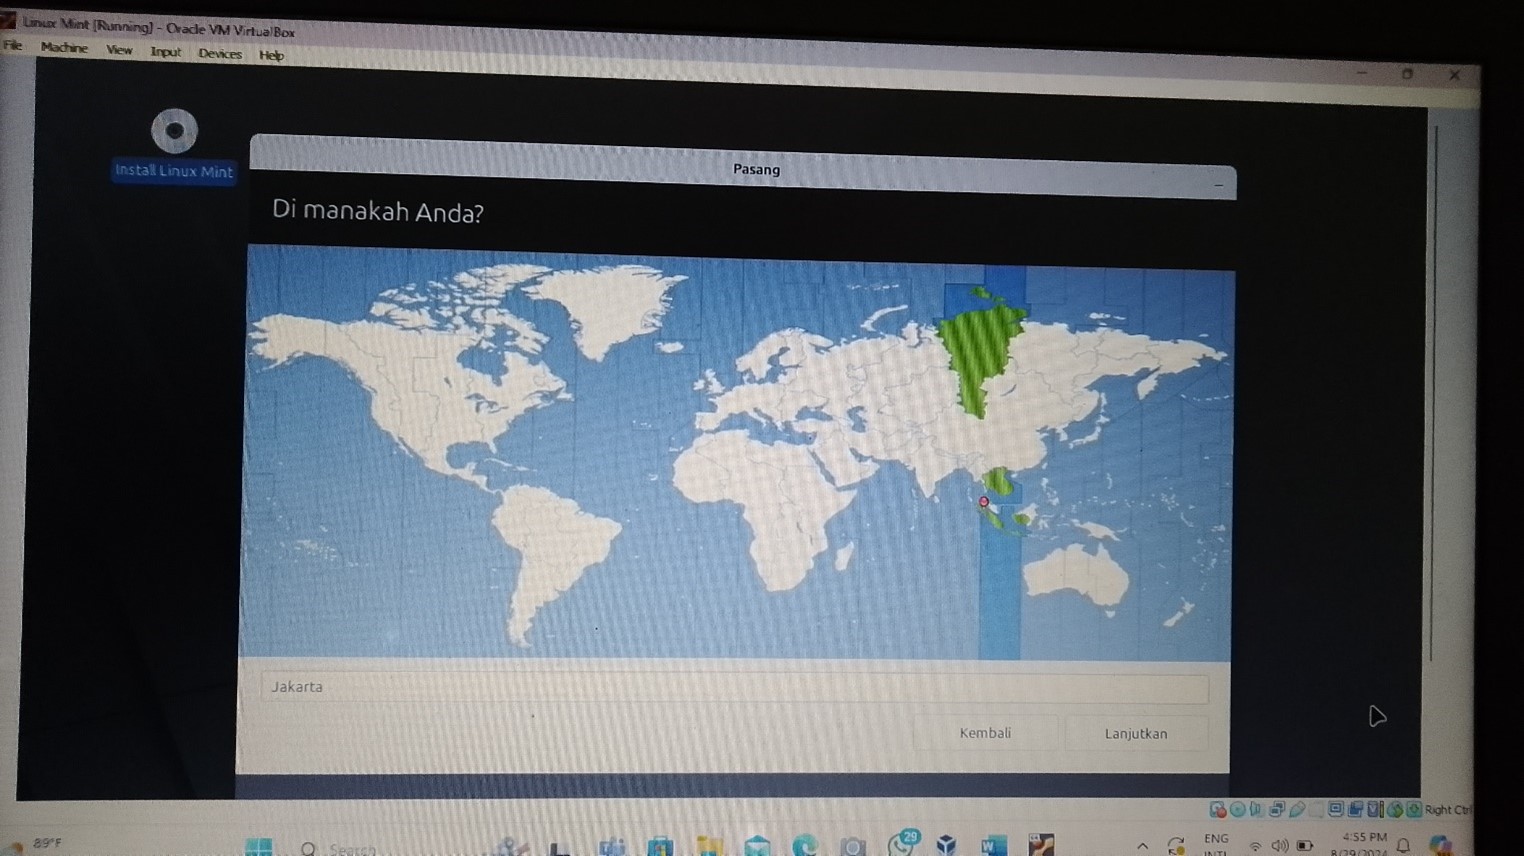 Linux Mint [Running] - Oracle VM VirtualBox
File Machine View Input Devices Help
Install Linux Mint
Pasang
Di manakah Anda?
Jakarta
Kembali
Lanjutkan
Right Ctrl
89°F
Search
29
ENG
INTL
4:55 PM
8/29/2024